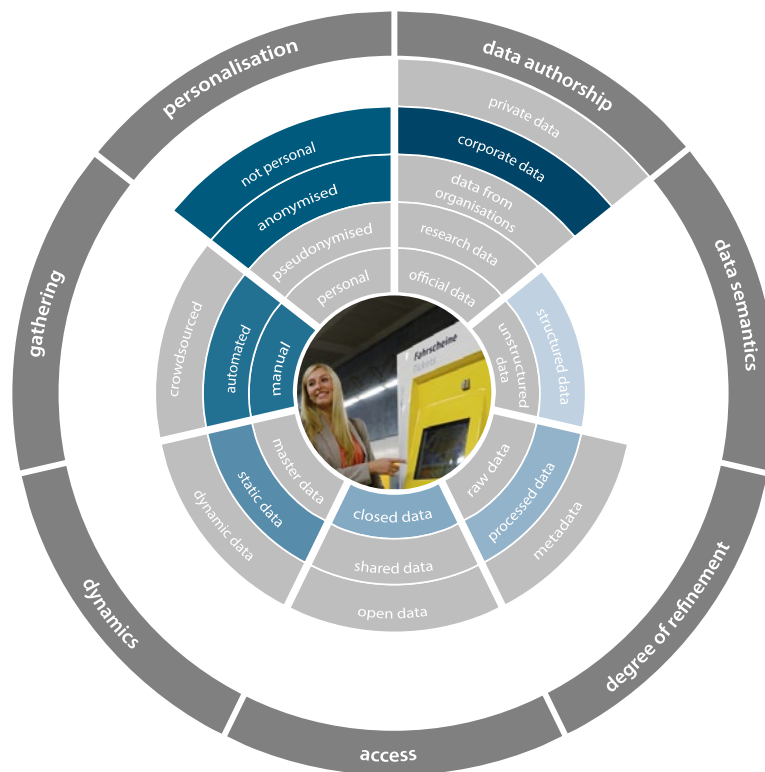 personalisation
not personal
anonymised
pseudonymised
personal
data authorship
private data
corporate data
data from
organisations
research data
official data
data semantics
structured data
unstructured
data
degree of refinement
raw data
processed data
metadata
access
closed data
shared data
open data
dynamics
master data
static data
dynamic data
gathering
crowdsourced
automated
manual
Fahrscheine
Tickets